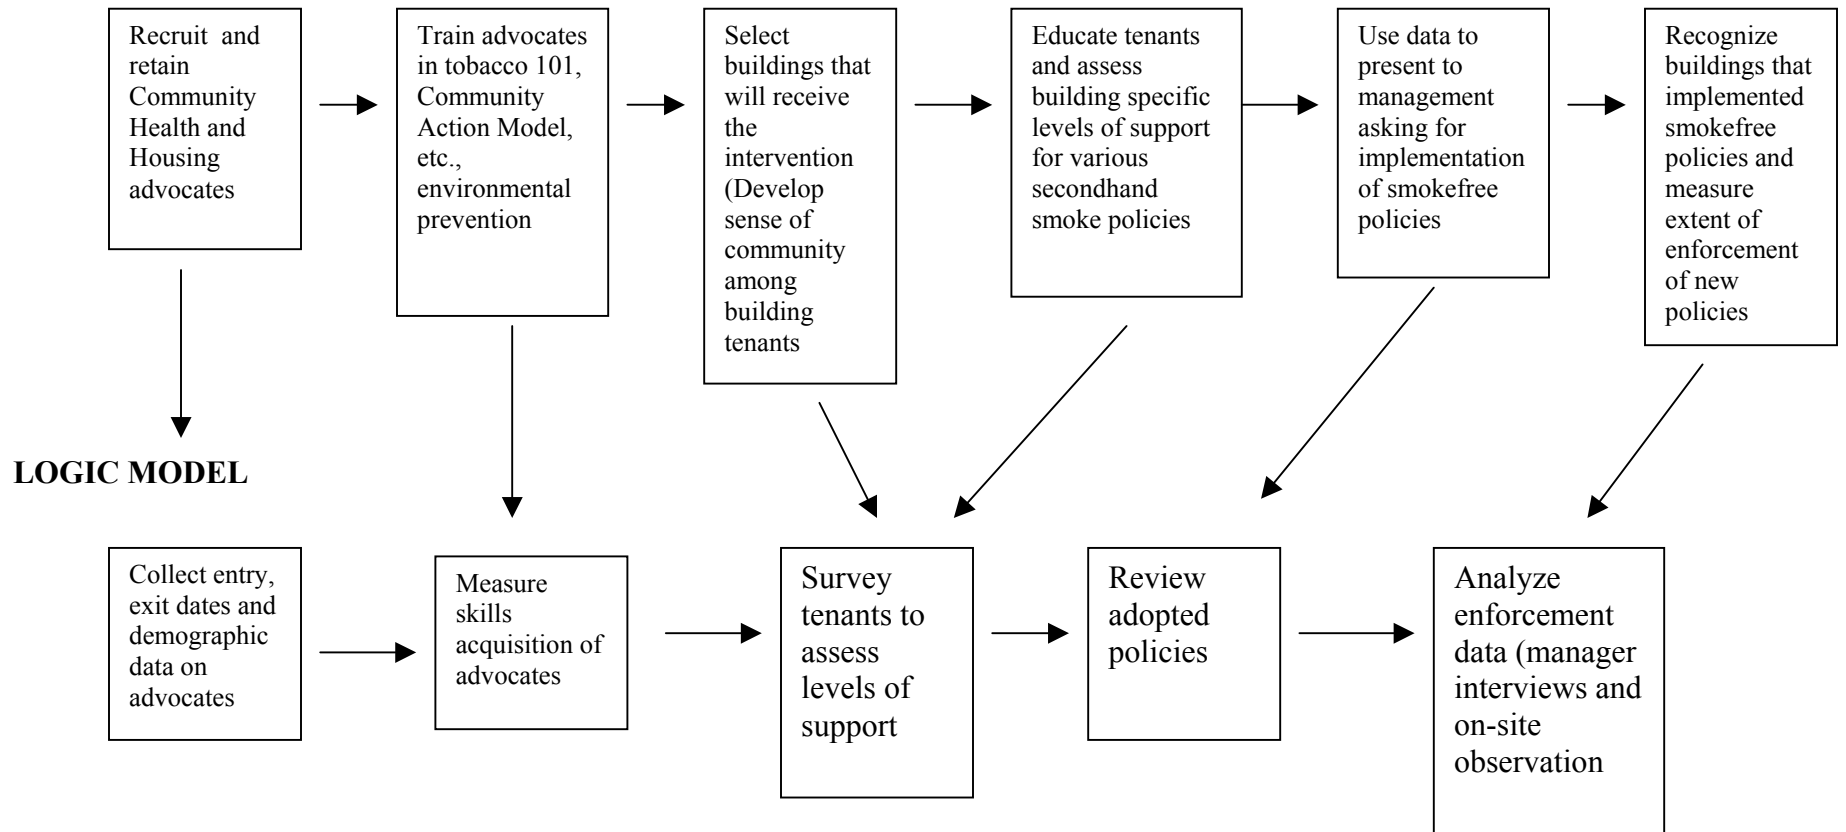 Recruit and
retain
Community
Health and
Housing
advocates
Train advocates
in tobacco 101,
Community
Action Model,
etc.,
environmental
prevention
Select
buildings that
will receive
the
intervention
(Develop
sense of
community
among
building
tenants
Educate tenants
and assess
building specific
levels of support
for various
secondhand
smoke policies
Use data to
present to
management
asking for
implementation
of smokefree
policies
Recognize
buildings that
implemented
smokefree
policies and
measure
extent of
enforcement
of new
policies
LOGIC MODEL
Collect entry,
exit dates and
demographic
data on
advocates
Measure
skills
acquisition of
advocates
Survey
tenants to
assess
levels of
support
Review
adopted
policies
Analyze
enforcement
data (manager
interviews and
on-site
observation